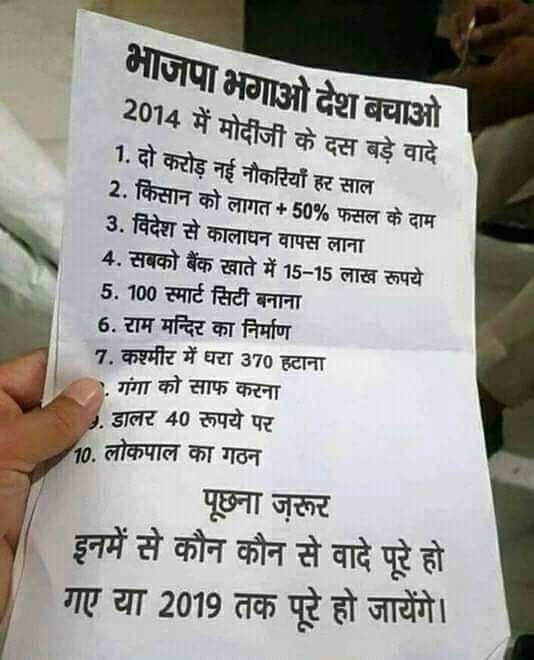 भाजपा भगाओ देश बचाओ
2014 में मोदीजी के दस बड़े वादे
1. दो करोड़ नई नौकरियाँ हर साल
2. किसान को लागत + 50% फसल के दाम
3. विदेश से कालाधन वापस लाना
4. सबको बैंक खाते में 15-15 लाख रूपये
5. 100 स्मार्ट सिटी बनाना
6. राम मन्दिर का निर्माण
7. कश्मीर में धरा 370 हटाना
. गंगा को साफ करना
9. डालर 40 रूपये पर
10. लोकपाल का गठन
पूछना ज़रूर
इनमें से कौन कौन से वादे पूरे हो
गए या 2019 तक पूरे हो जायेंगे।